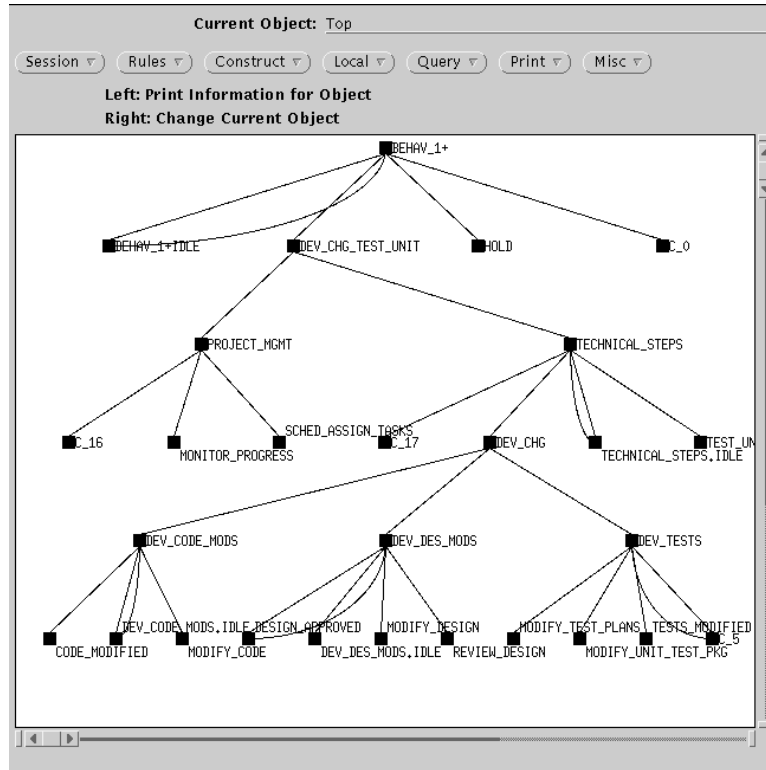 Current Object: Top
Session Rules Construct Local Query Print Misc
Left: Print Information for Object
Right: Change Current Object
BEHAV_1+
BEHAV_1+IDLE DEV_CHG_TEST_UNIT HOLD C_0
PROJECT_MGMT TECHNICAL_STEPS
SCHED_ASSIGN_TASKS
C_16 C_17 DEV_CHG TEST_UN
MONITOR_PROGRESS TECHNICAL_STEPS.IDLE
DEV_CODE_MODS DEV_DES_MODS DEV_TESTS
DEV_CODE_MODS.IDLE DESIGN_APPROVED MODIFY_DESIGN MODIFY_TEST_PLANS TESTS_MODIFIED
C_5
CODE_MODIFIED MODIFY_CODE DEV_DES_MODS.IDLE REVIEW_DESIGN MODIFY_UNIT_TEST_PKG